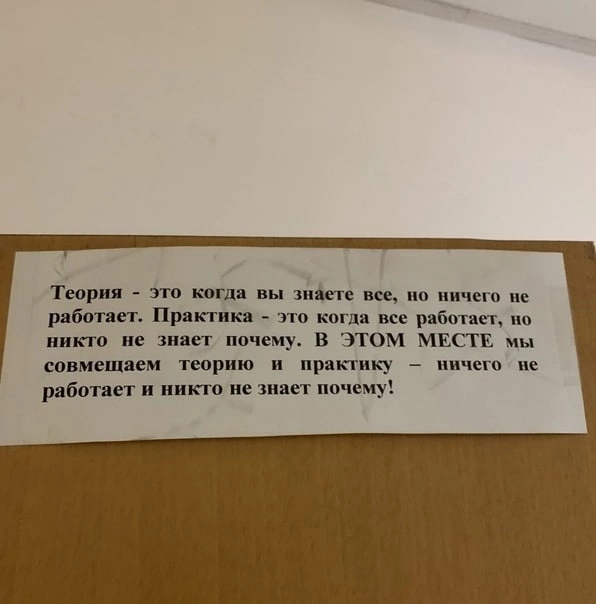 Теория - это когда вы знаете все, но ничего не
работает. Практика - это когда все работает, но
никто не знает почему. В ЭТОМ МЕСТЕ мы
совмещаем теорию и практику – ничего не
работает и никто не знает почему!